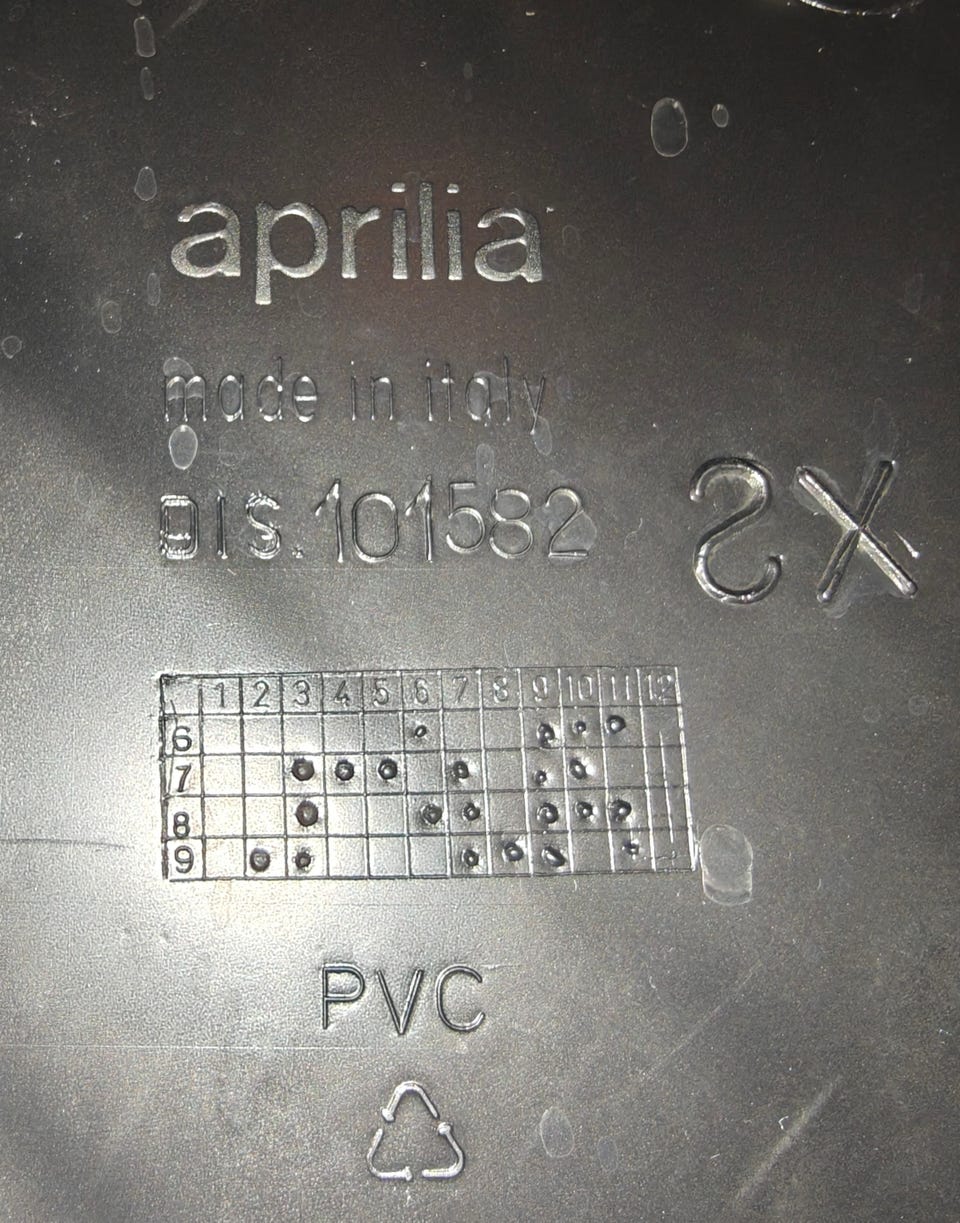 aprilia
made in italy
DIS. 101582
SX
1 2 3 4 5 6 7 8 9 10 11 12
6
7
8
9
PVC